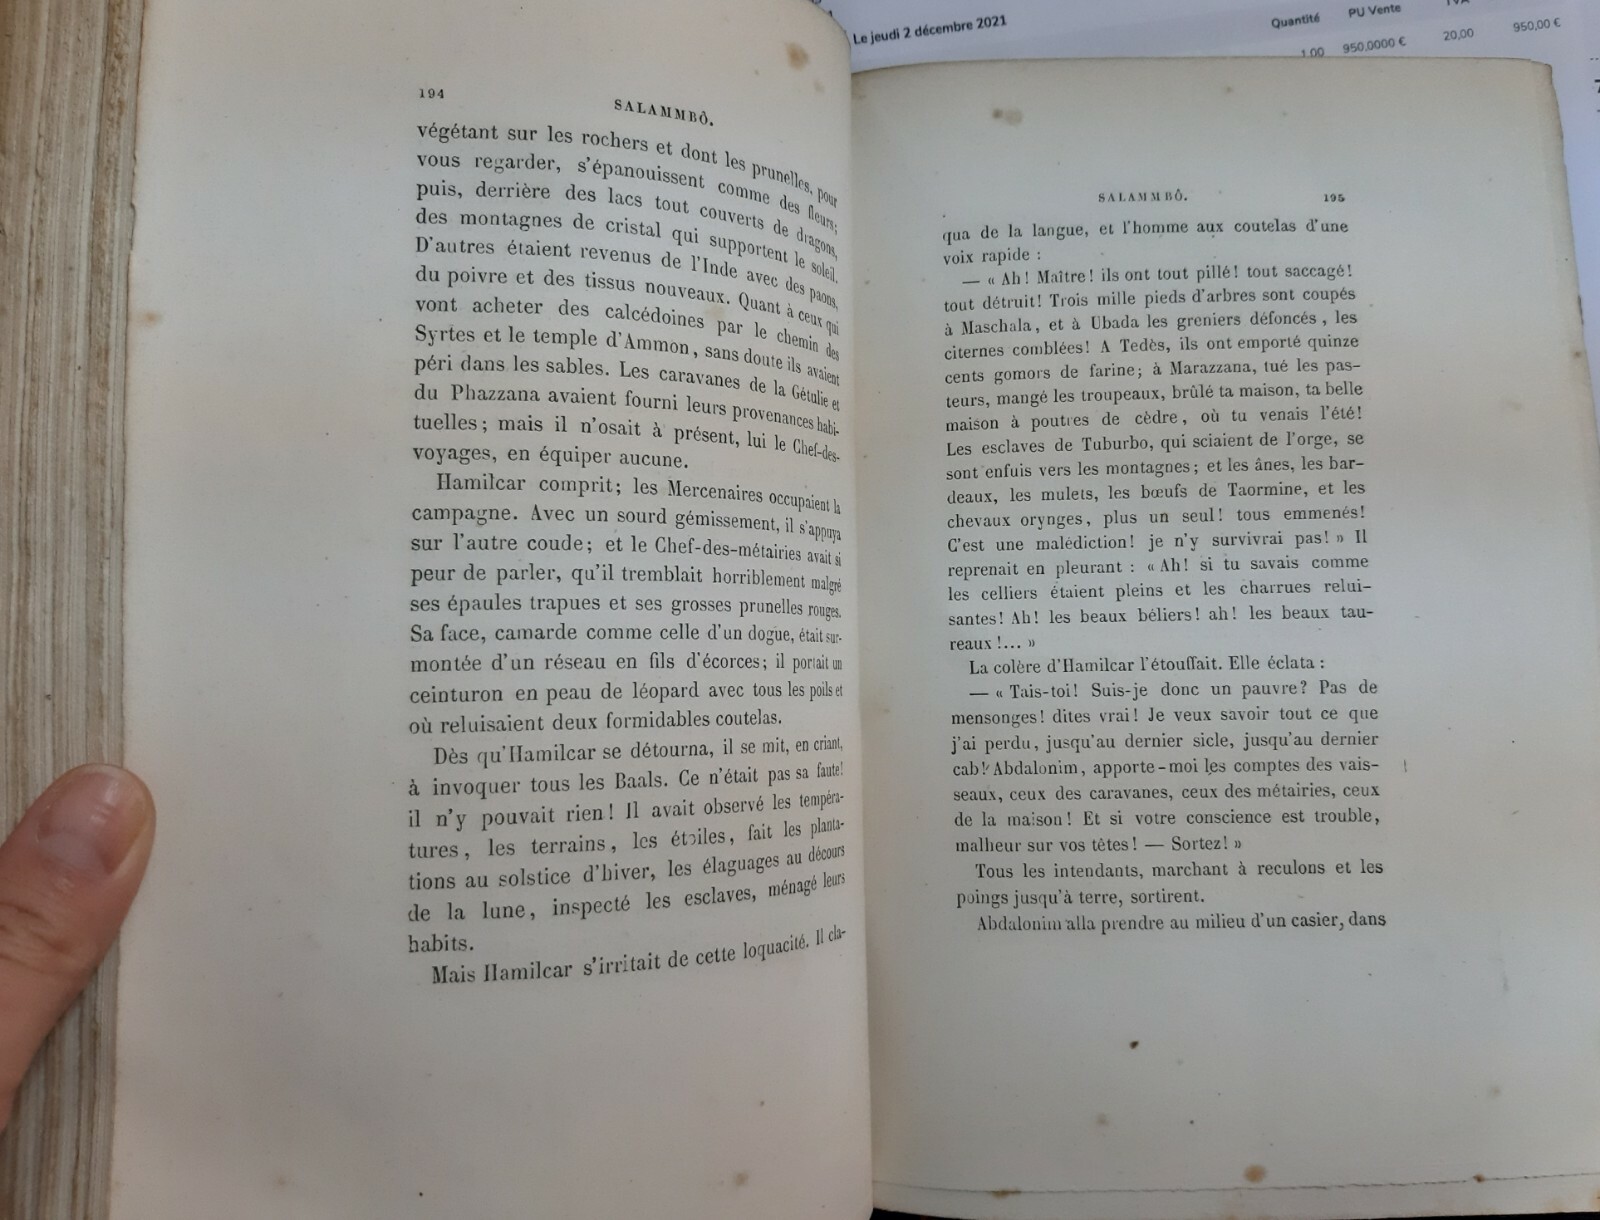 Le jeudi 2 décembre 2021
Quantité
PU Vente
TVA
1,00
950,0000 €
20,00
950,00 €
194
SALAMMBÔ.
végétant sur les rochers et dont les prunelles, pour
vous regarder, s'épanouissent comme des fleurs;
puis, derrière des lacs tout couverts de dragons,
des montagnes de cristal qui supportent le soleil.
D'autres étaient revenus de l'Inde avec des paons,
du poivre et des tissus nouveaux. Quant à ceux qui
vont acheter des calcédoines par le chemin des
Syrtes et le temple d'Ammon, sans doute ils avaient
péri dans les sables. Les caravanes de la Gétulie et
du Phazzana avaient fourni leurs provenances habi-
tuelles; mais il n'osait à présent, lui le Chef-des-
voyages, en équiper aucune.
Hamilcar comprit; les Mercenaires occupaient la
campagne. Avec un sourd gémissement, il s'appuya
sur l'autre coude; et le Chef-des-métairies avait si
peur de parler, qu'il tremblait horriblement malgré
ses épaules trapues et ses grosses prunelles rouges.
Sa face, camarde comme celle d'un dogue, était sur-
montée d'un réseau en fils d'écorces; il portait un
ceinturon en peau de léopard avec tous les poils et
où reluisaient deux formidables coutelas.
Dès qu'Hamilcar se détourna, il se mit, en criant,
à invoquer tous les Baals. Ce n'était pas sa faute!
il n'y pouvait rien! Il avait observé les tempéra-
tures, les terrains, les étoiles, fait les planta-
tions au solstice d'hiver, les élaguages au décours
de la lune, inspecté les esclaves, ménagé leurs
habits.
Mais Hamilcar s'irritait de cette loquacité. Il cla-
SALAMMBÔ.
195
qua de la langue, et l'homme aux coutelas d'une
voix rapide :
— « Ah! Maître! ils ont tout pillé! tout saccagé!
tout détruit! Trois mille pieds d'arbres sont coupés
à Maschala, et à Ubada les greniers défoncés, les
citernes comblées! A Tedès, ils ont emporté quinze
cents gomors de farine; à Marazzana, tué les pas-
teurs, mangé les troupeaux, brûlé ta maison, ta belle
maison à poutres de cèdre, où tu venais l'été!
Les esclaves de Tuburbo, qui sciaient de l'orge, se
sont enfuis vers les montagnes; et les ânes, les bar-
deaux, les mulets, les bœufs de Taormine, et les
chevaux orynges, plus un seul! tous emmenés!
C'est une malédiction! je n'y survivrai pas! » Il
reprenait en pleurant : « Ah! si tu savais comme
les celliers étaient pleins et les charrues relui-
santes! Ah! les beaux béliers! ah! les beaux tau-
reaux!... »
La colère d'Hamilcar l'étouffait. Elle éclata :
— « Tais-toi! Suis-je donc un pauvre? Pas de
mensonges! dites vrai! Je veux savoir tout ce que
j'ai perdu, jusqu'au dernier sicle, jusqu'au dernier
cab! Abdalonim, apporte-moi les comptes des vais-
seaux, ceux des caravanes, ceux des métairies, ceux
de la maison! Et si votre conscience est trouble,
malheur sur vos têtes! — Sortez! »
Tous les intendants, marchant à reculons et les
poings jusqu'à terre, sortirent.
Abdalonim alla prendre au milieu d'un casier, dans